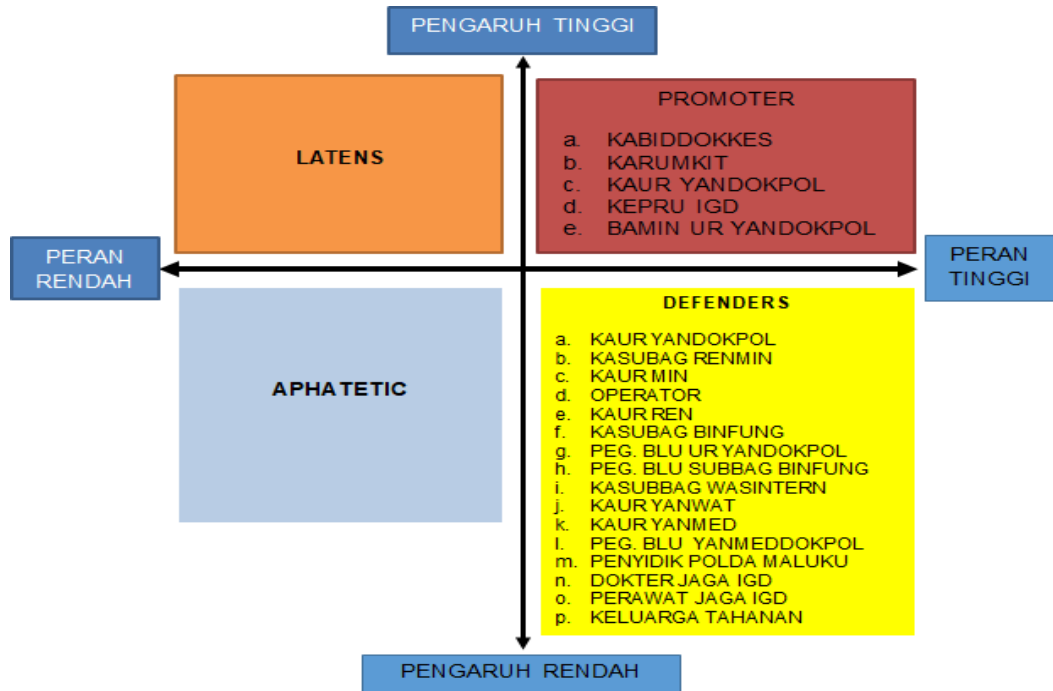 PENGARUH TINGGI
LATENS
PROMOTER
a. KABIDDOKKES
b. KARUMKIT
c. KAUR YANDOKPOL
d. KEPRU IGD
e. BAMIN UR YANDOKPOL
PERAN
RENDAH
PERAN
TINGGI
APHATETIC
DEFENDERS
a. KAUR YANDOKPOL
b. KASUBAG RENMIN
c. KAUR MIN
d. OPERATOR
e. KAUR REN
f. KASUBAG BINFUNG
g. PEG. BLU UR YANDOKPOL
h. PEG. BLU SUBBAG BINFUNG
i. KASUBBAG WASINTERN
j. KAUR YANWAT
k. KAUR YANMED
l. PEG. BLU YANMEDDOKPOL
m. PENYIDIK POLDA MALUKU
n. DOKTER JAGA IGD
o. PERAWAT JAGA IGD
p. KELUARGA TAHANAN
PENGARUH RENDAH